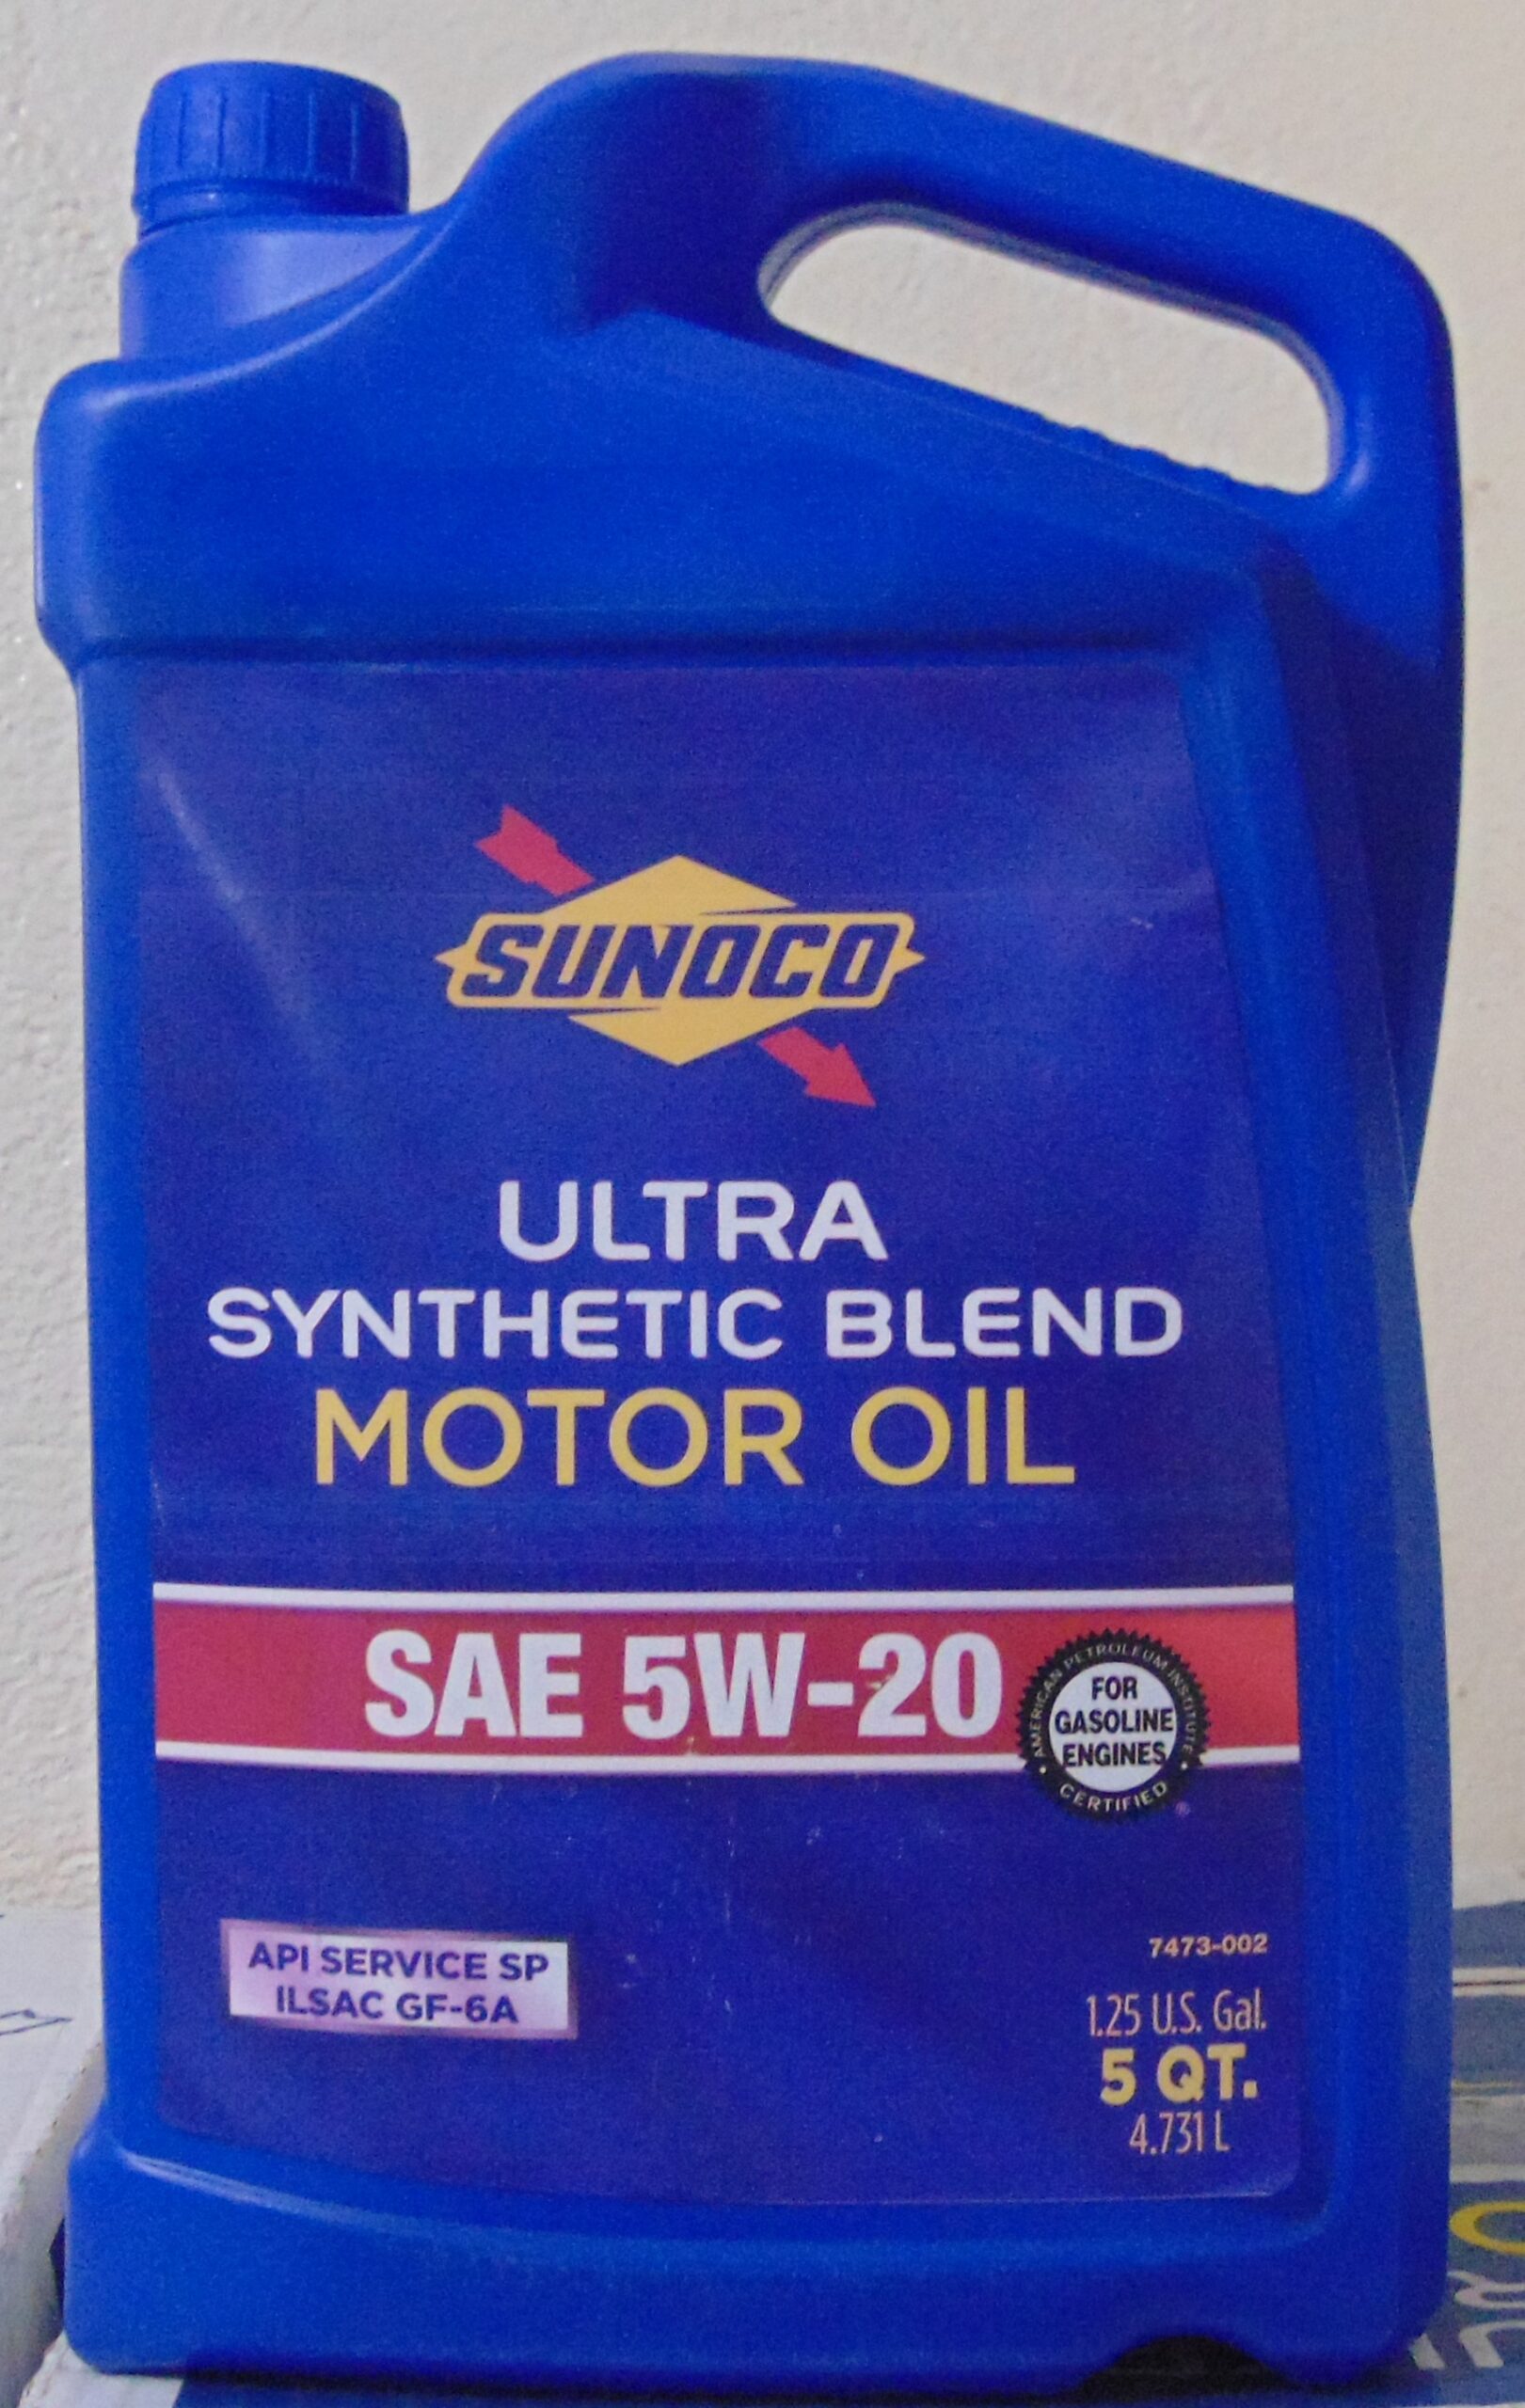 SUNOCO
ULTRA
SYNTHETIC BLEND
MOTOR OIL
SAE 5W-20
AMERICAN PETROLEUM INSTITUTE
FOR
GASOLINE
ENGINES
CERTIFIED
®
API SERVICE SP
ILSAC GF-6A
7473-002
1.25 U.S. Gal.
5 QT.
4.731 L